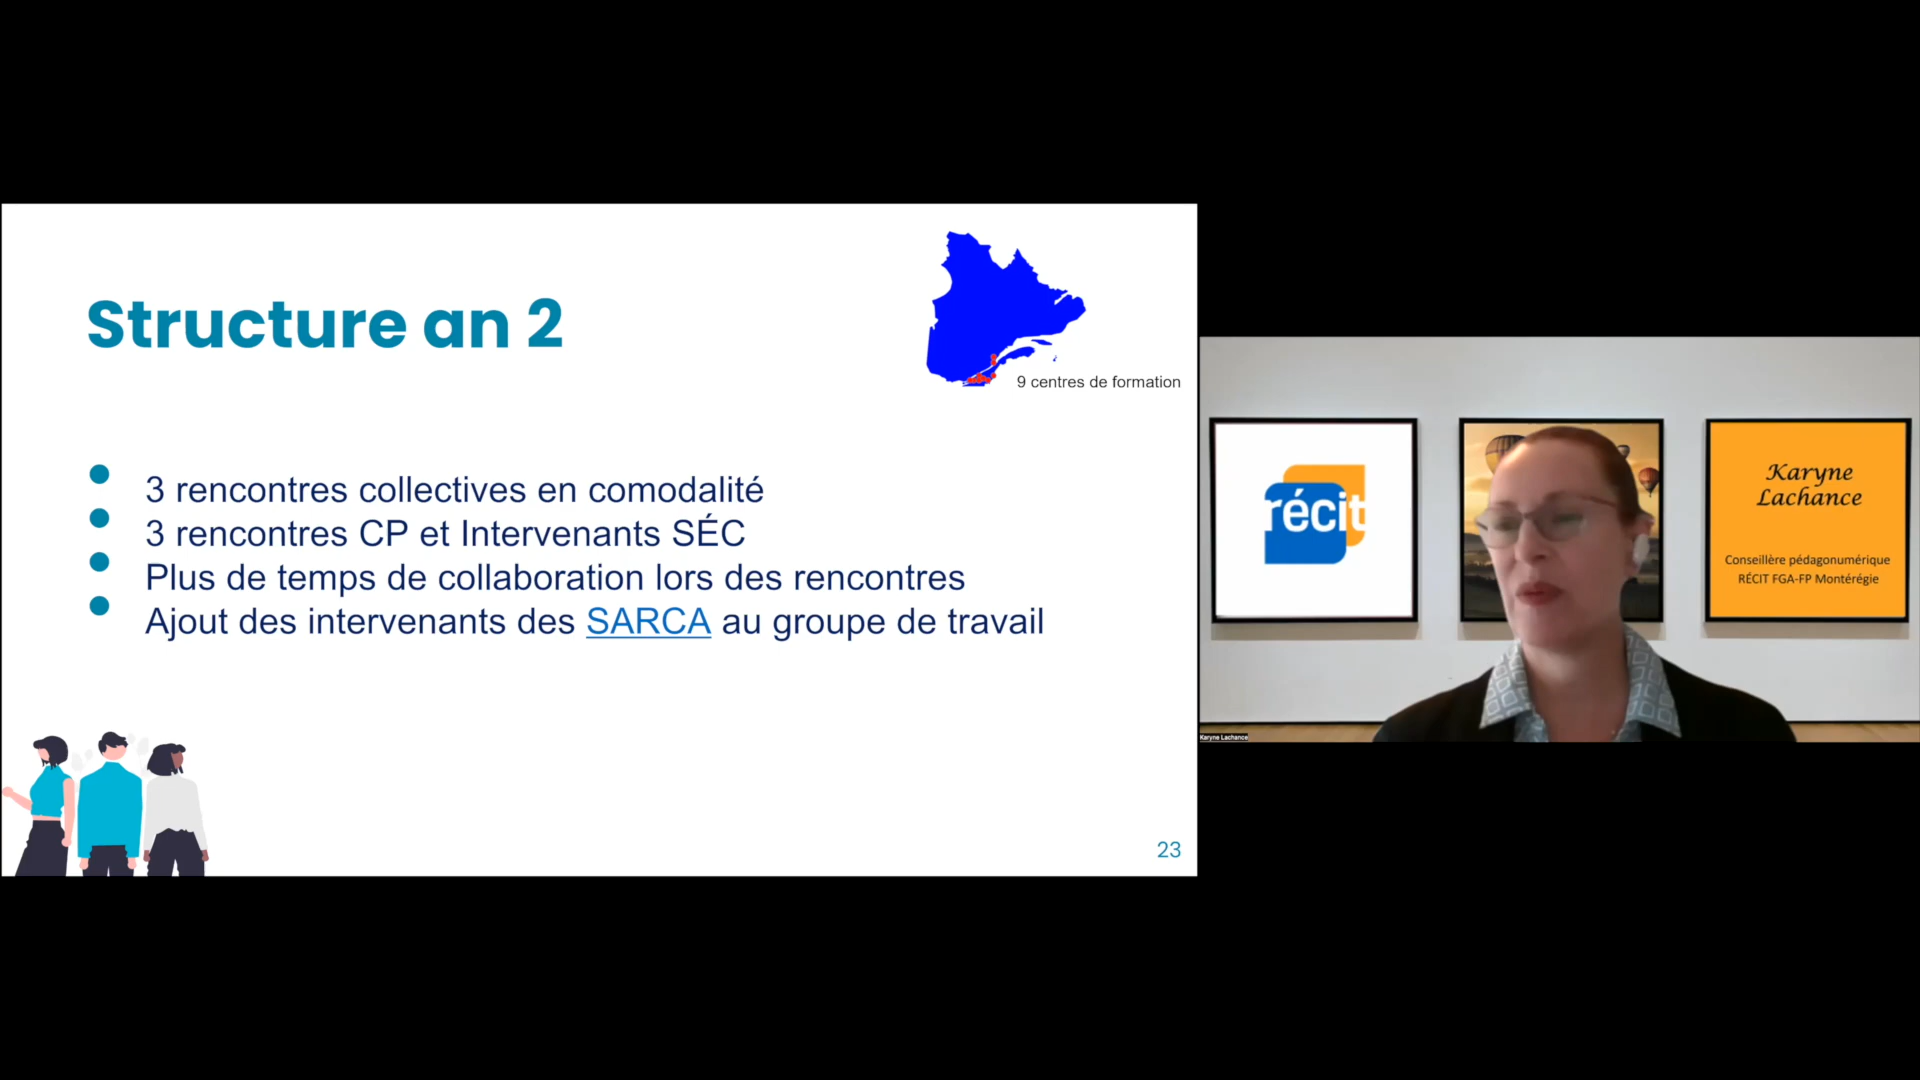 Structure an 2
9 centres de formation
3 rencontres collectives en comodalité
3 rencontres CP et Intervenants SÉC
Plus de temps de collaboration lors des rencontres
Ajout des intervenants des SARCA au groupe de travail
23
récit
Karyne
Lachance
Conseillère pédagonumérique
RÉCIT FGA-FP Montérégie
Karyne Lachance